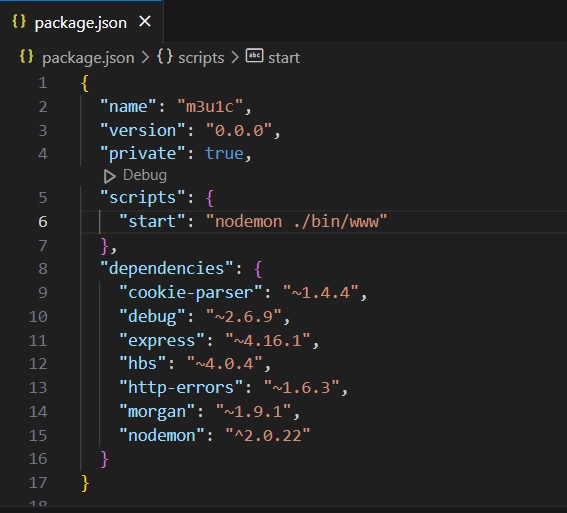 package.json
package.json > {} scripts > abc start
1 {
2 "name": "m3u1c",
3 "version": "0.0.0",
4 "private": true,
Debug
5 "scripts": {
6 "start": "nodemon ./bin/www"
7 },
8 "dependencies": {
9 "cookie-parser": "~1.4.4",
10 "debug": "~2.6.9",
11 "express": "~4.16.1",
12 "hbs": "~4.0.4",
13 "http-errors": "~1.6.3",
14 "morgan": "~1.9.1",
15 "nodemon": "^2.0.22"
16 }
17 }
18